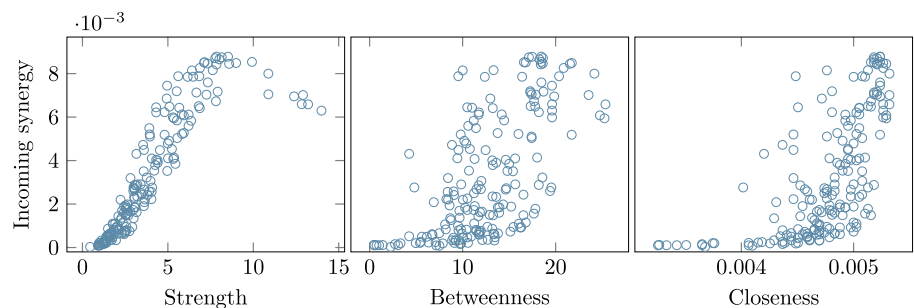 ·10⁻³
Incoming synergy
8
6
4
2
0
0 5 10 15
0 10 20
0.004 0.005
Strength
Betweenness
Closeness